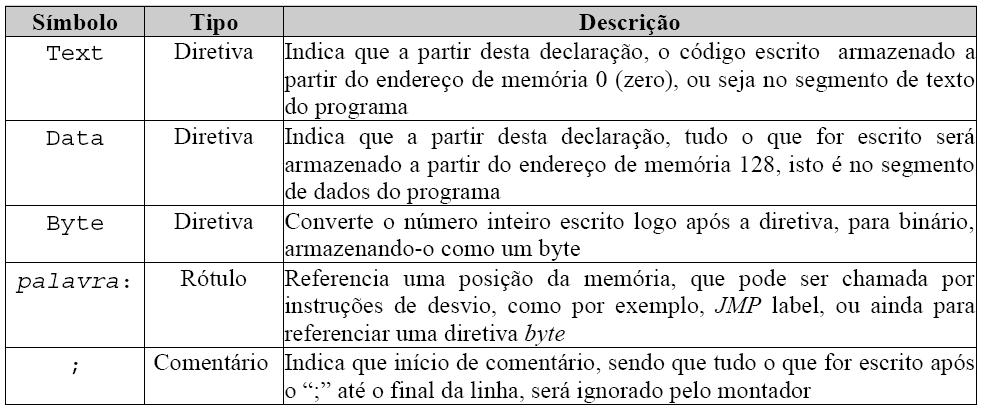 Símbolo Tipo Descrição
Text Diretiva Indica que a partir desta declaração, o código escrito armazenado a
partir do endereço de memória 0 (zero), ou seja no segmento de texto
do programa
Data Diretiva Indica que a partir desta declaração, tudo o que for escrito será
armazenado a partir do endereço de memória 128, isto é no segmento
de dados do programa
Byte Diretiva Converte o número inteiro escrito logo após a diretiva, para binário,
armazenando-o como um byte
palavra: Rótulo Referencia uma posição da memória, que pode ser chamada por
instruções de desvio, como por exemplo, JMP label, ou ainda para
referenciar uma diretiva byte
; Comentário Indica que início de comentário, sendo que tudo o que for escrito após
o “;” até o final da linha, será ignorado pelo montador